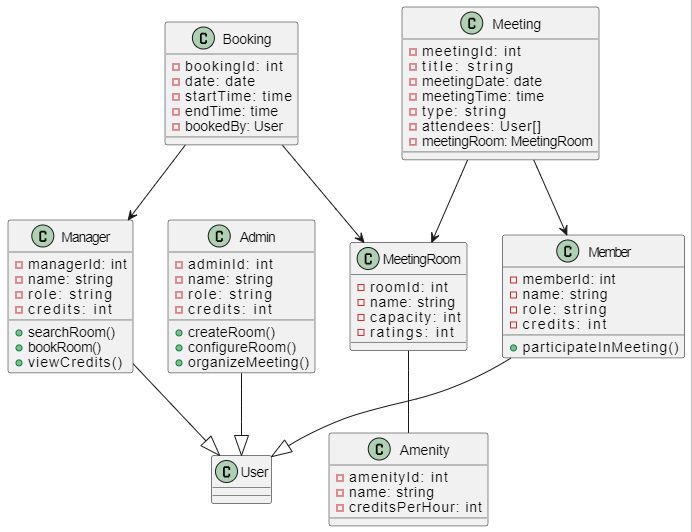 C Booking
bookingId: int
date: date
startTime: time
endTime: time
bookedBy: User
C Meeting
meetingId: int
title: string
meetingDate: date
meetingTime: time
type: string
attendees: User[]
meetingRoom: MeetingRoom
C Manager
managerId: int
name: string
role: string
credits: int
searchRoom()
bookRoom()
viewCredits()
C Admin
adminId: int
name: string
role: string
credits: int
createRoom()
configureRoom()
organizeMeeting()
C MeetingRoom
roomId: int
name: string
capacity: int
ratings: int
C Member
memberId: int
name: string
role: string
credits: int
participateInMeeting()
C User
C Amenity
amenityId: int
name: string
creditsPerHour: int